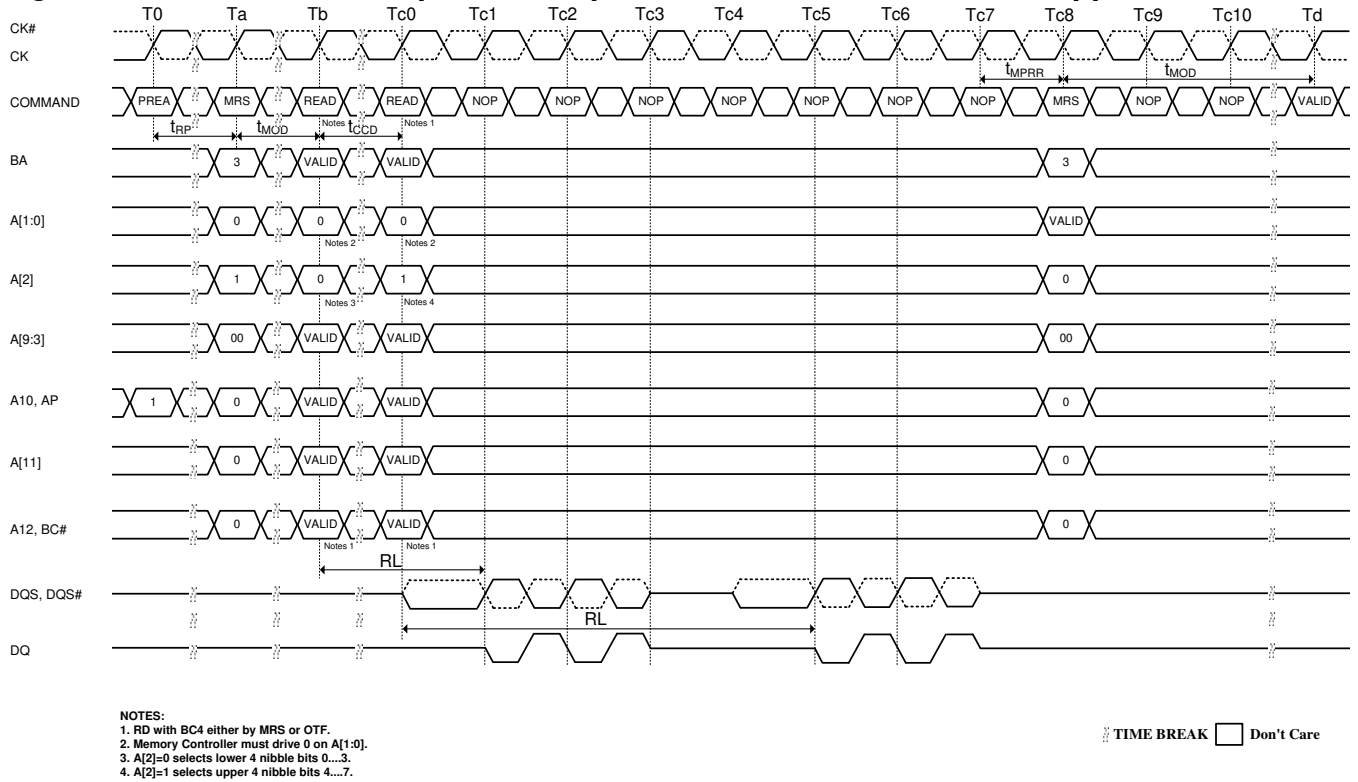 T0 Ta Tb Tc0 Tc1 Tc2 Tc3 Tc4 Tc5 Tc6 Tc7 Tc8 Tc9 Tc10 Td
CK#
CK
tMPRR tMOD
COMMAND PREA MRS READ READ NOP NOP NOP NOP NOP NOP NOP MRS NOP NOP VALID
Notes 1 Notes 1
tRP tMOD tCCD
BA 3 VALID VALID 3
A[1:0] 0 0 0 VALID
Notes 2 Notes 2
A[2] 1 0 1 0
Notes 3 Notes 4
A[9:3] 00 VALID VALID 00
A10, AP 1 0 VALID VALID 0
A[11] 0 VALID VALID 0
A12, BC# 0 VALID VALID 0
Notes 1 Notes 1
RL
DQS, DQS#
RL
DQ
NOTES:
1. RD with BC4 either by MRS or OTF.
2. Memory Controller must drive 0 on A[1:0].
3. A[2]=0 selects lower 4 nibble bits 0....3.
4. A[2]=1 selects upper 4 nibble bits 4....7.
TIME BREAK Don't Care